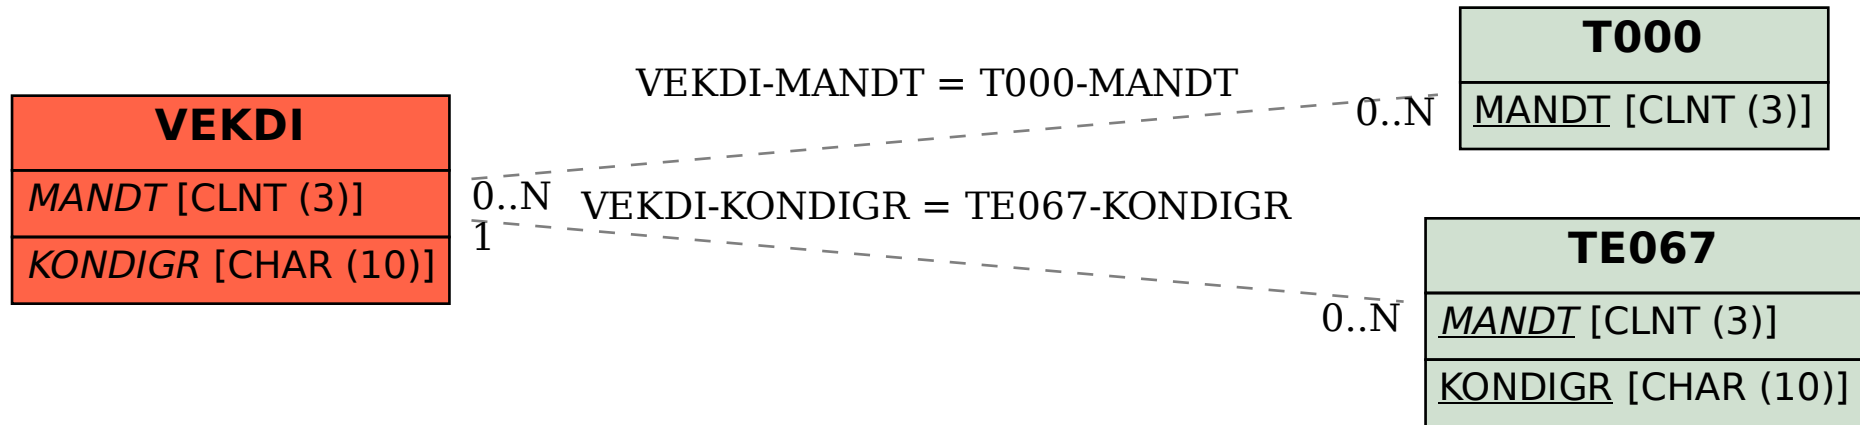 VEKDI
MANDT [CLNT (3)]
KONDIGR [CHAR (10)]
VEKDI-MANDT = T000-MANDT
0..N
0..N
VEKDI-KONDIGR = TE067-KONDIGR
1
0..N
T000
MANDT [CLNT (3)]
TE067
MANDT [CLNT (3)]
KONDIGR [CHAR (10)]